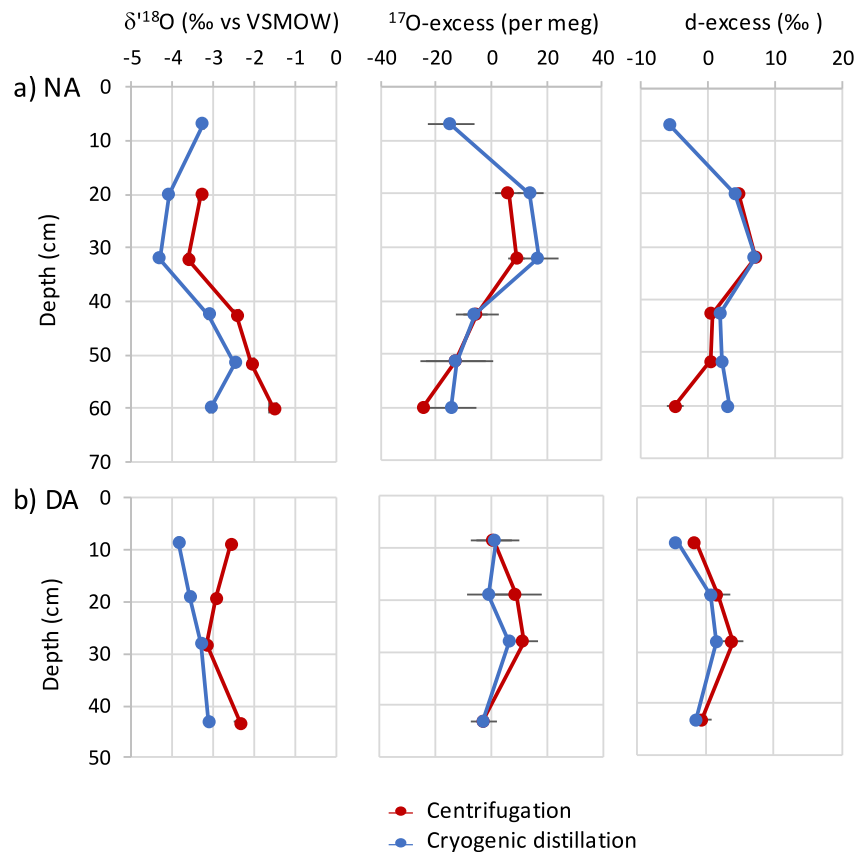 δ'¹⁸O (‰ vs VSMOW) ¹⁷O-excess (per meg) d-excess (‰ )
-5 -4 -3 -2 -1 0 -40 -20 0 20 40 -10 0 10 20
a) NA
0
10
20
30
40
50
60
70
Depth (cm)
b) DA
0
10
20
30
40
50
Depth (cm)
Centrifugation
Cryogenic distillation